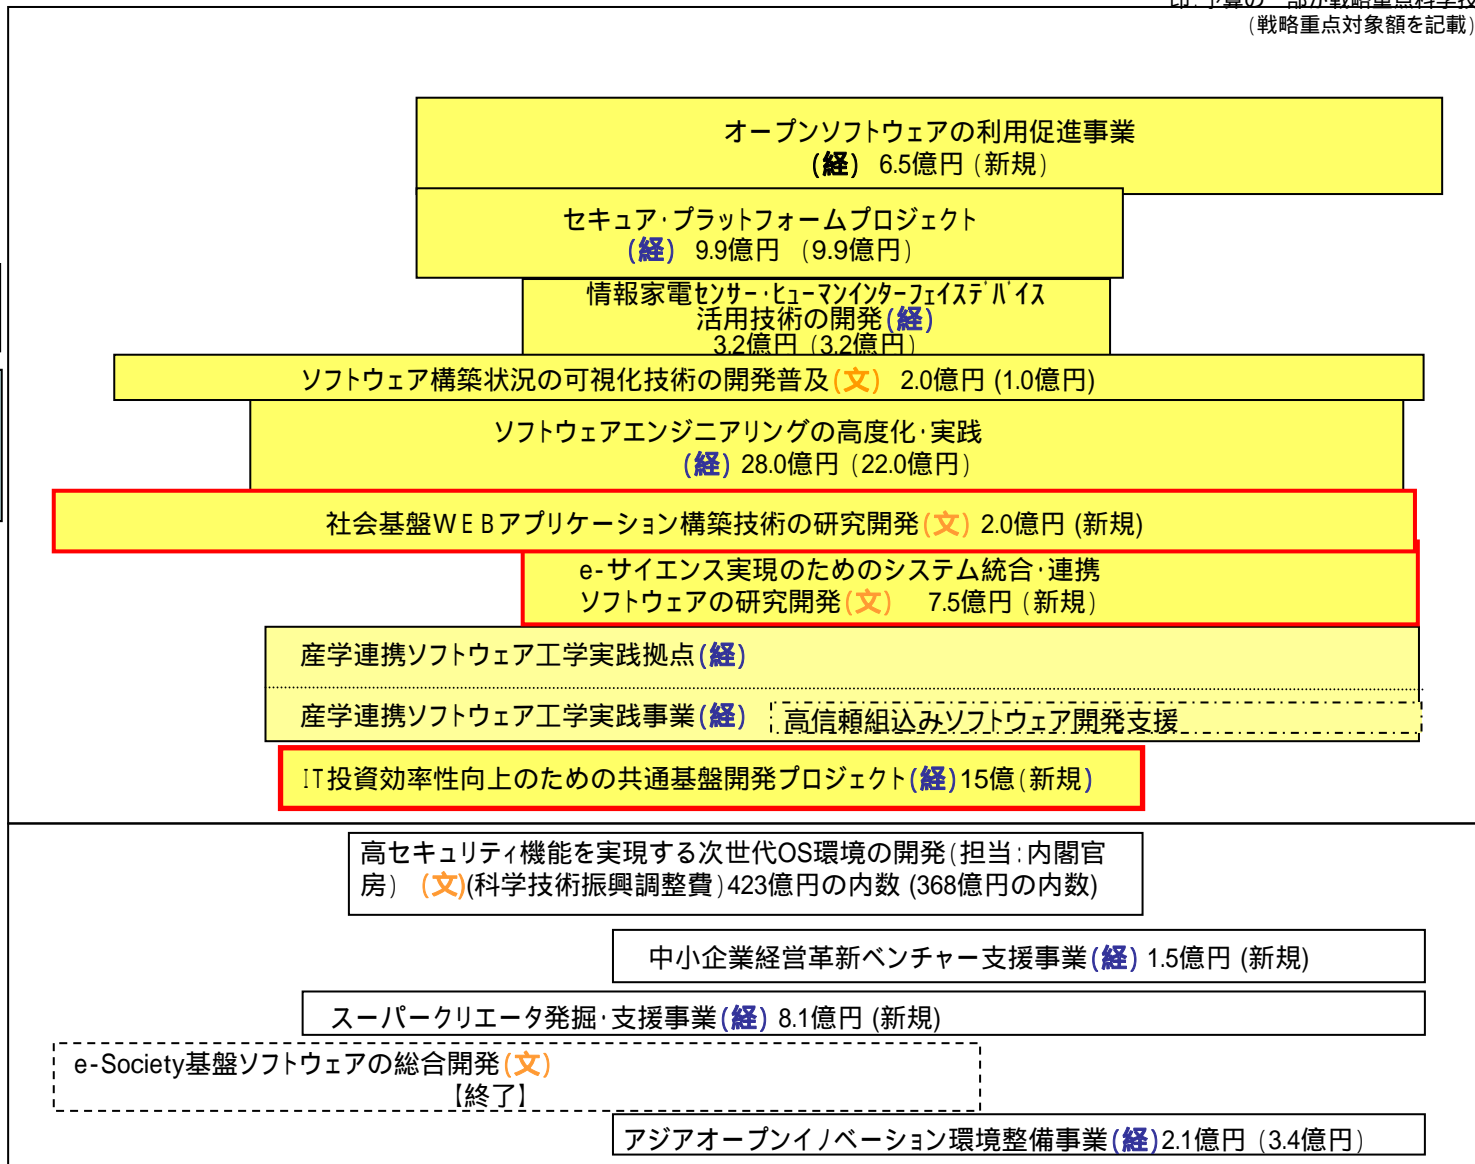 印:予算の一部が戦略重点科学技
(戦略重点対象額を記載)
オープンソフトウェアの利用促進事業
(経) 6.5億円 (新規)
セキュア・プラットフォームプロジェクト
(経) 9.9億円 (9.9億円)
情報家電センサー・ヒューマンインターフェイスデバイス
活用技術の開発(経)
3.2億円 (3.2億円)
ソフトウェア構築状況の可視化技術の開発普及(文) 2.0億円 (1.0億円)
ソフトウェアエンジニアリングの高度化・実践
(経) 28.0億円 (22.0億円)
社会基盤WEBアプリケーション構築技術の研究開発(文) 2.0億円 (新規)
e-サイエンス実現のためのシステム統合・連携
ソフトウェアの研究開発(文) 7.5億円 (新規)
産学連携ソフトウェア工学実践拠点(経)
産学連携ソフトウェア工学実践事業(経) 高信頼組込みソフトウェア開発支援
IT投資効率性向上のための共通基盤開発プロジェクト(経)15億(新規)
高セキュリティ機能を実現する次世代OS環境の開発(担当:内閣官
房) (文)(科学技術振興調整費)423億円の内数 (368億円の内数)
中小企業経営革新ベンチャー支援事業(経) 1.5億円 (新規)
スーパークリエータ発掘・支援事業(経) 8.1億円 (新規)
e-Society基盤ソフトウェアの総合開発(文)
【終了】
アジアオープンイノベーション環境整備事業(経)2.1億円 (3.4億円)